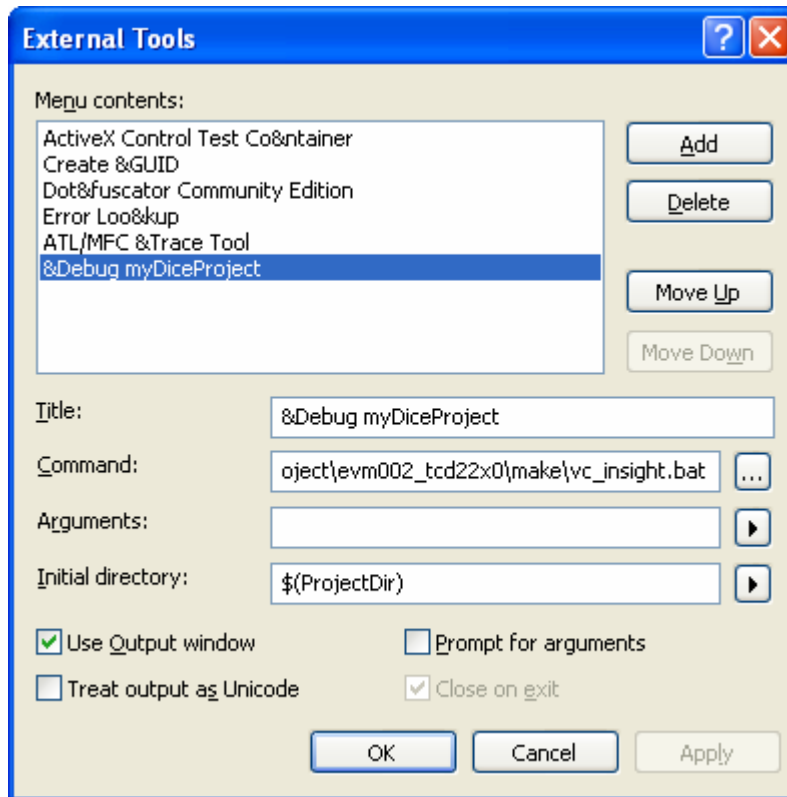 External Tools
Menu contents:
ActiveX Control Test Co&ntainer
Create &GUID
Dot&fuscator Community Edition
Error Loo&kup
ATL/MFC &Trace Tool
&Debug myDiceProject
Add
Delete
Move Up
Move Down
Title:
&Debug myDiceProject
Command:
oject\evm002_tcd22x0\make\vc_insight.bat
...
Arguments:
Initial directory:
$(ProjectDir)
Use Output window
Prompt for arguments
Treat output as Unicode
Close on exit
OK
Cancel
Apply